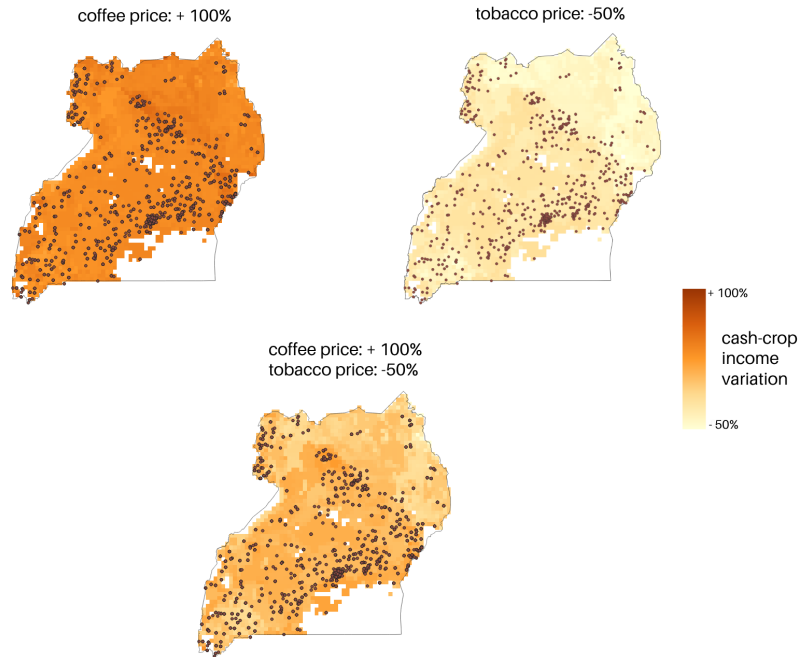 coffee price: + 100%
tobacco price: -50%
+ 100%
cash-crop
income
variation
- 50%
coffee price: + 100%
tobacco price: -50%